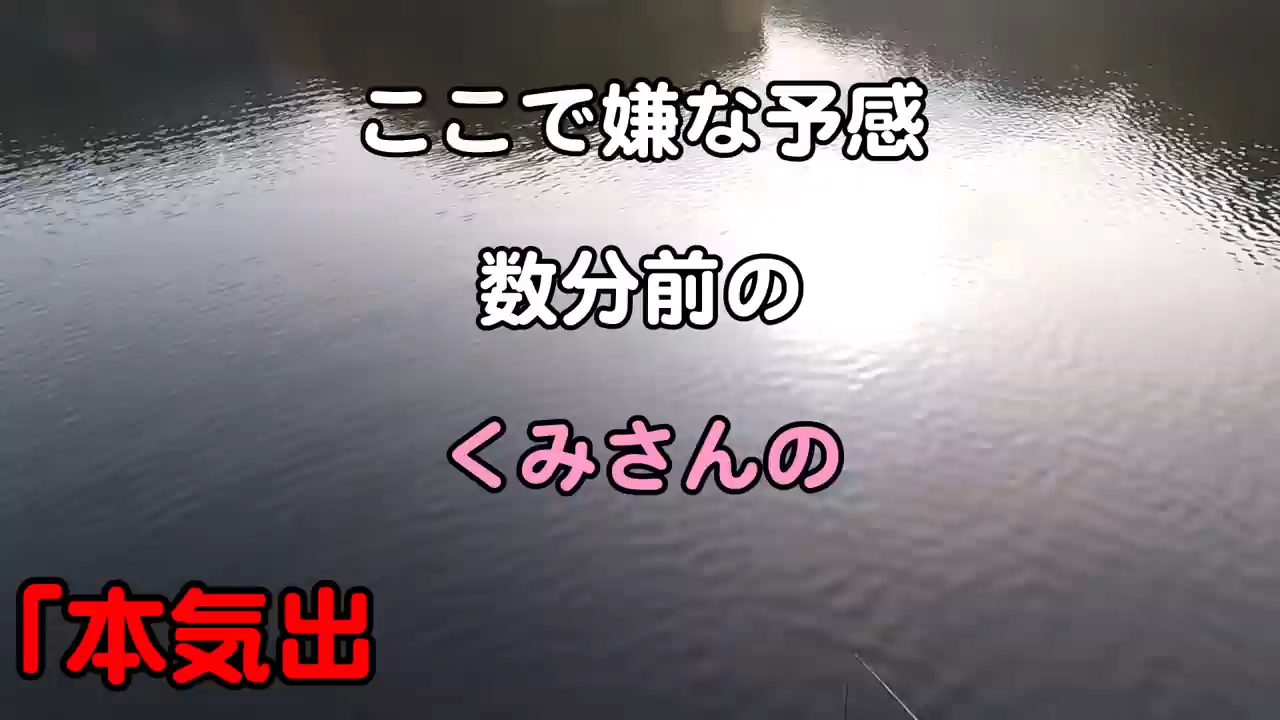 ここで嫌な予感
数分前の
くみさんの
「本気出